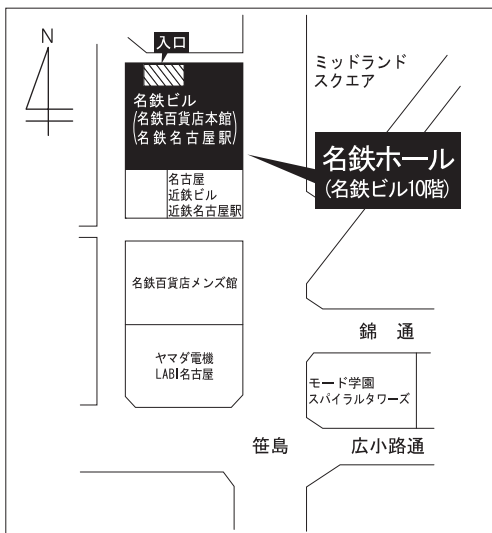 N
入口
ミッドランド
スクエア
名鉄ビル
(名鉄百貨店本館)
(名鉄名古屋駅)
名鉄ホール
(名鉄ビル10階)
名古屋
近鉄ビル
近鉄名古屋駅
名鉄百貨店メンズ館
錦 通
ヤマダ電機
LABI名古屋
モード学園
スパイラルタワーズ
笹島
広小路通